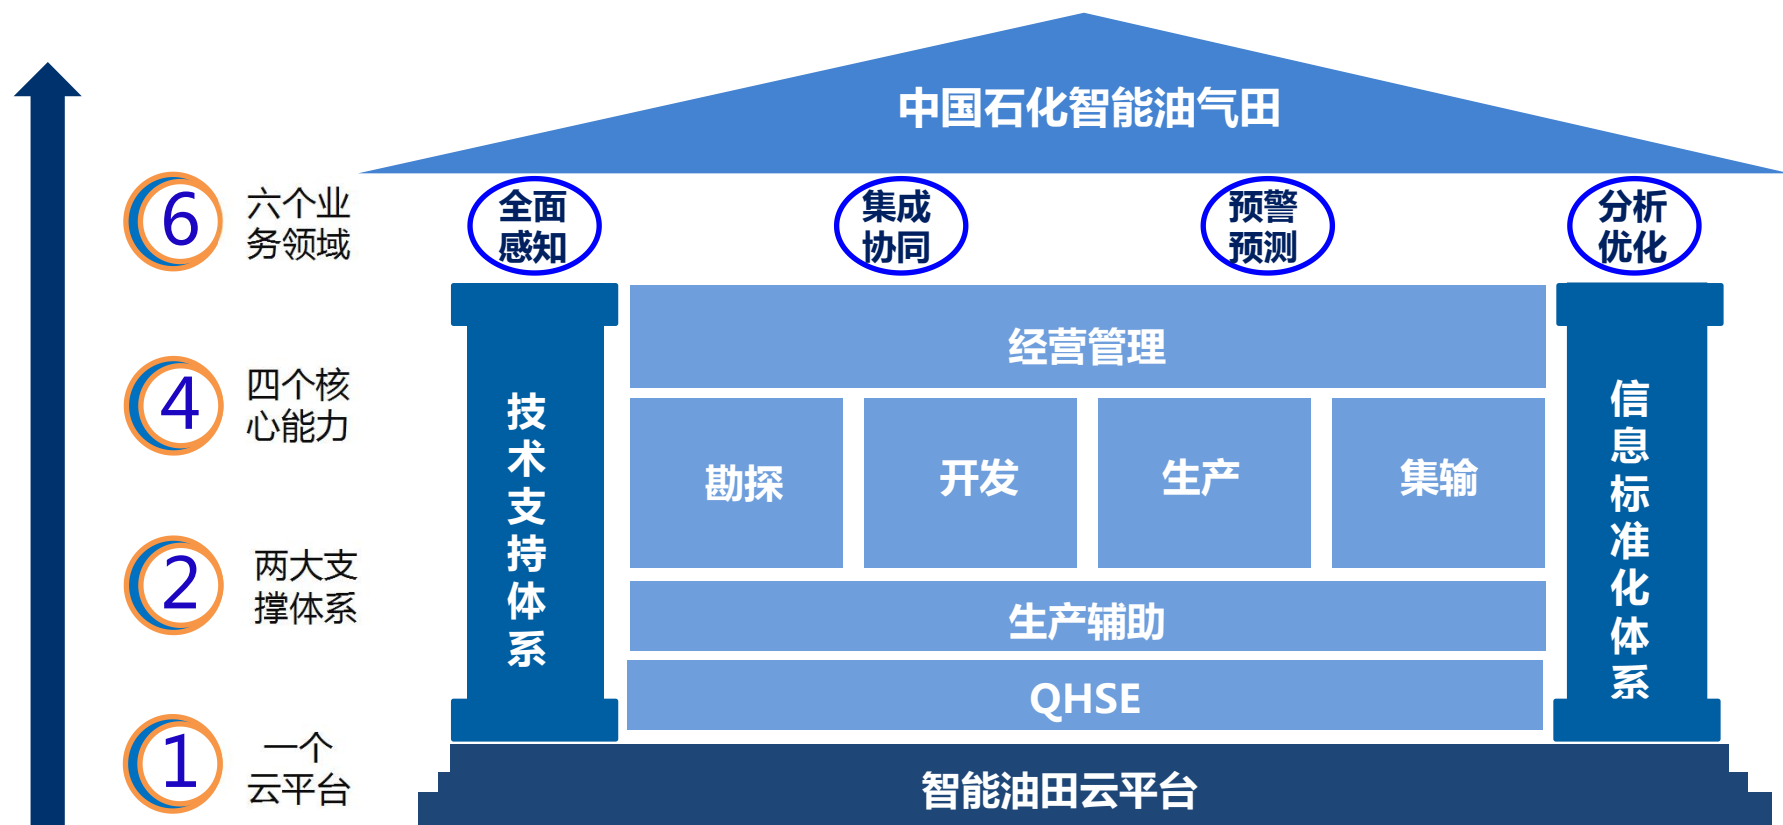 中国石化智能油气田
6
六个业
务领域
全面
感知
集成
协同
预警
预测
分析
优化
4
四个核
心能力
2
两大支
撑体系
1
一个
云平台
技
术
支
持
体
系
经营管理
勘探
开发
生产
集输
生产辅助
QHSE
信
息
标
准
化
体
系
智能油田云平台